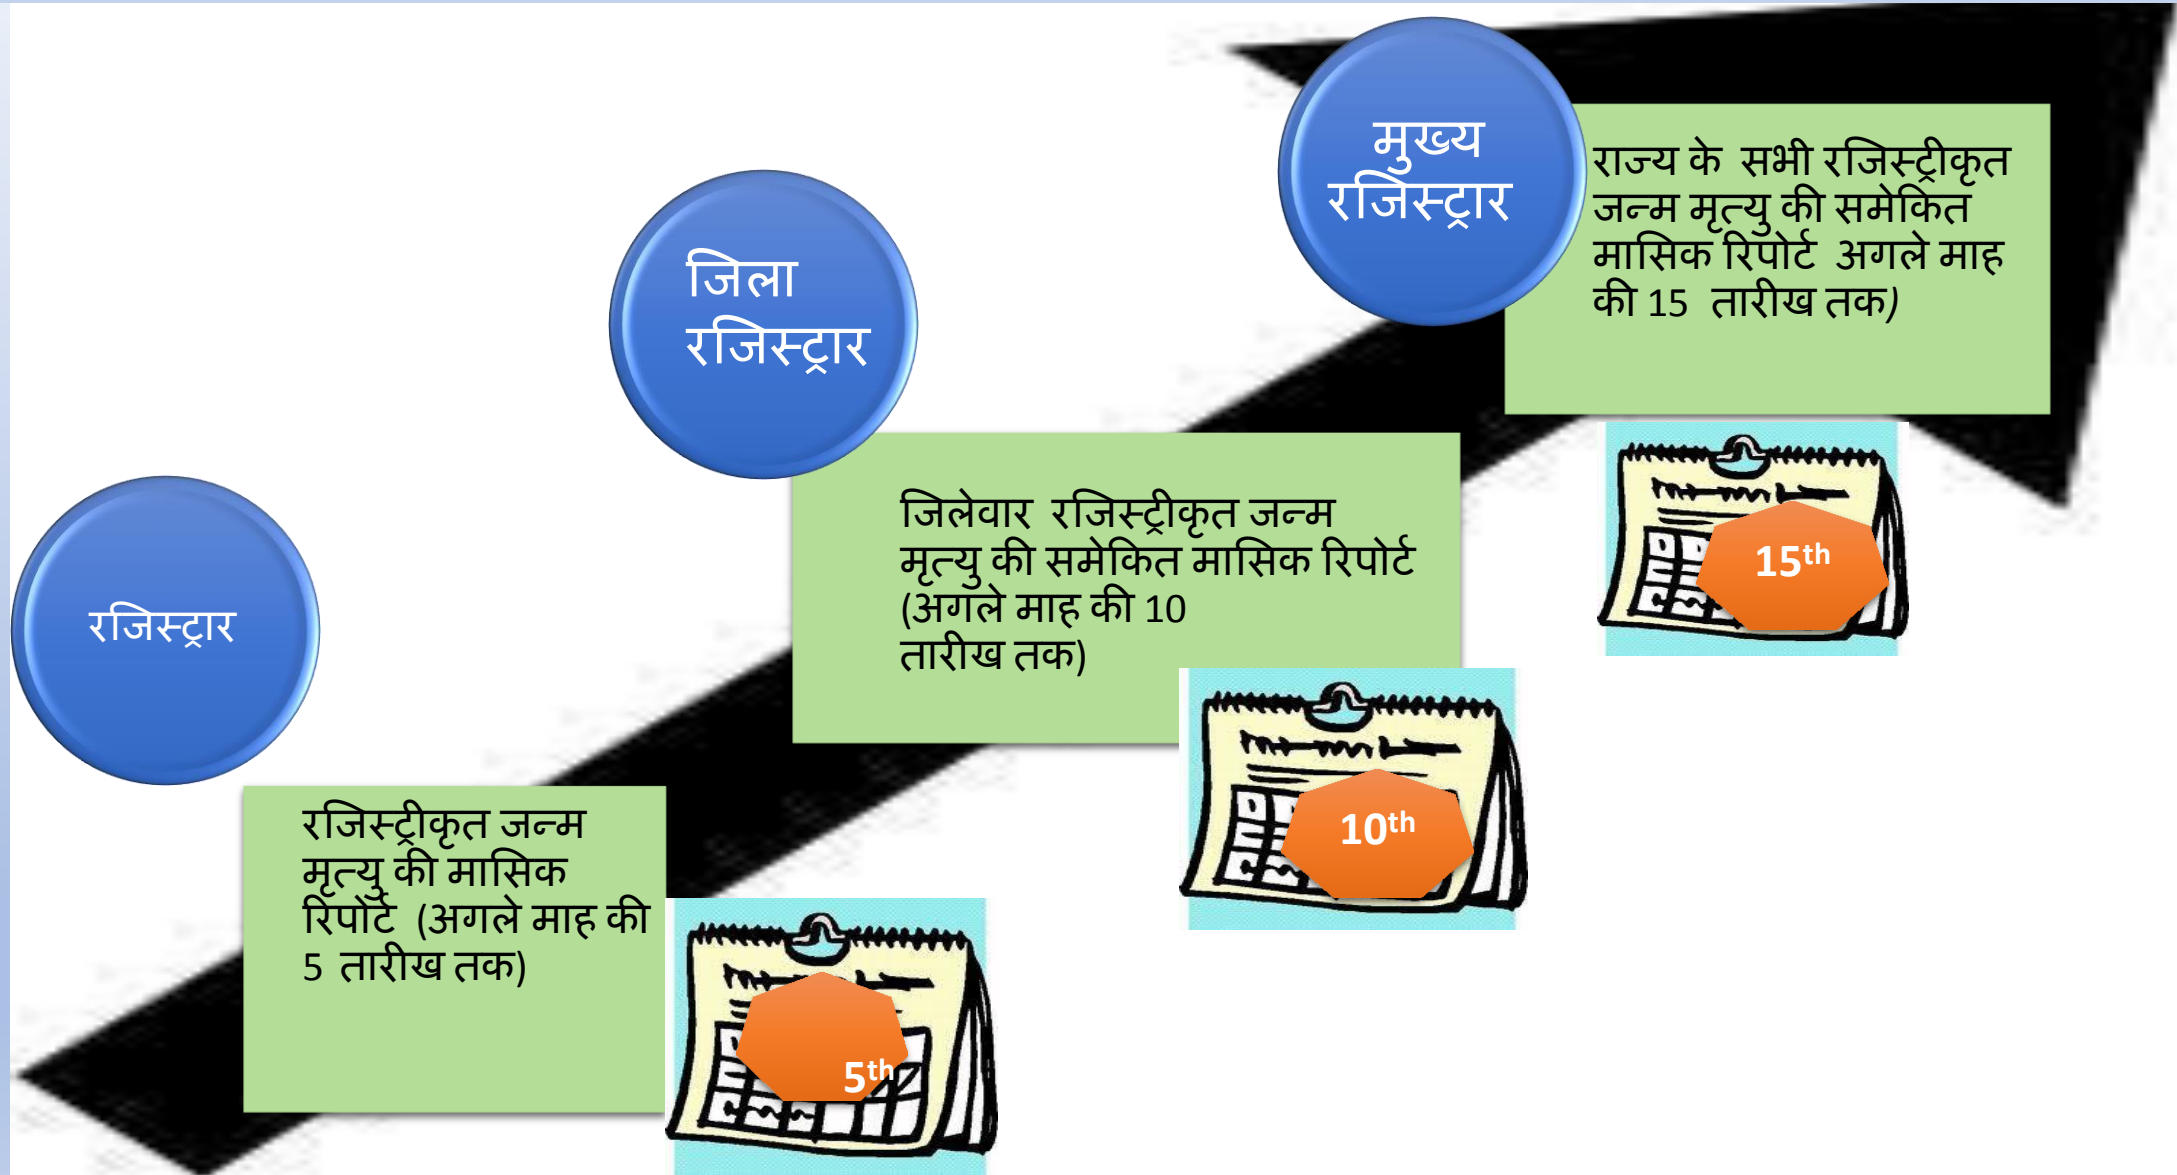 रजिस्ट्रार
रजिस्ट्रीकृत जन्म
मृत्यु की मासिक
रिपोर्ट (अगले माह की
5 तारीख तक)
5th
जिला
रजिस्ट्रार
जिलेवार रजिस्ट्रीकृत जन्म
मृत्यु की समेकित मासिक रिपोर्ट
(अगले माह की 10
तारीख तक)
10th
मुख्य
रजिस्ट्रार
राज्य के सभी रजिस्ट्रीकृत
जन्म मृत्यु की समेकित
मासिक रिपोर्ट अगले माह
की 15 तारीख तक)
15th